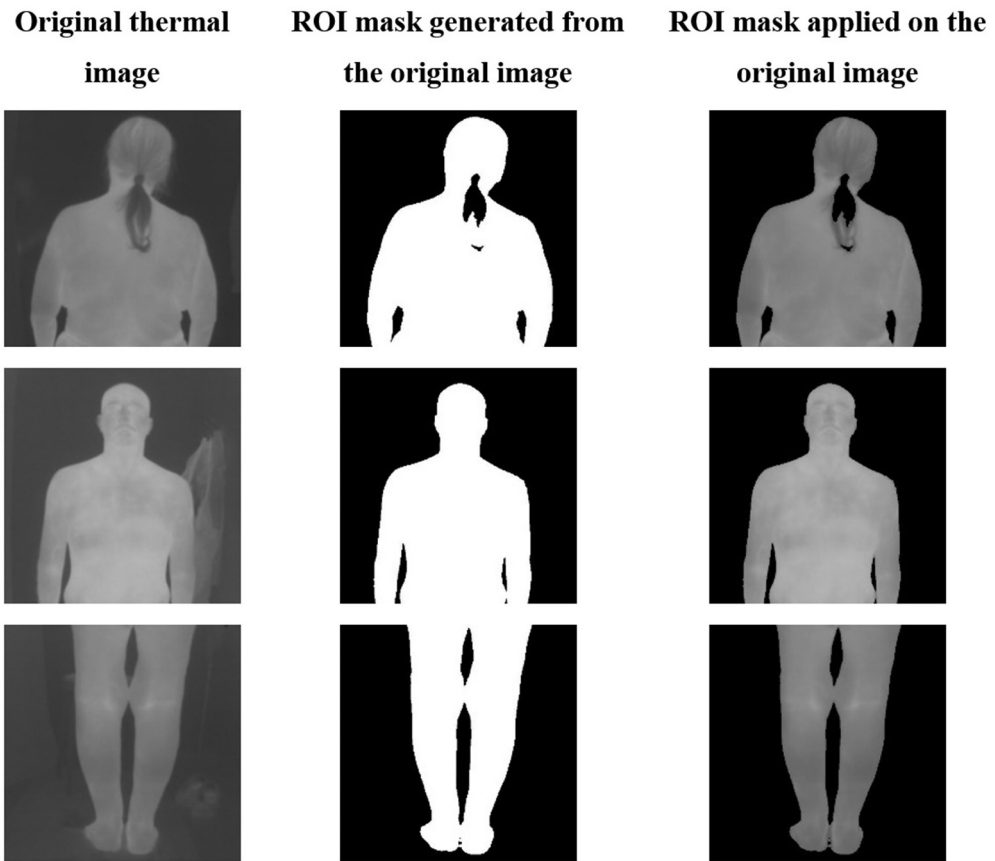 Original thermal
image
ROI mask generated from
the original image
ROI mask applied on the
original image